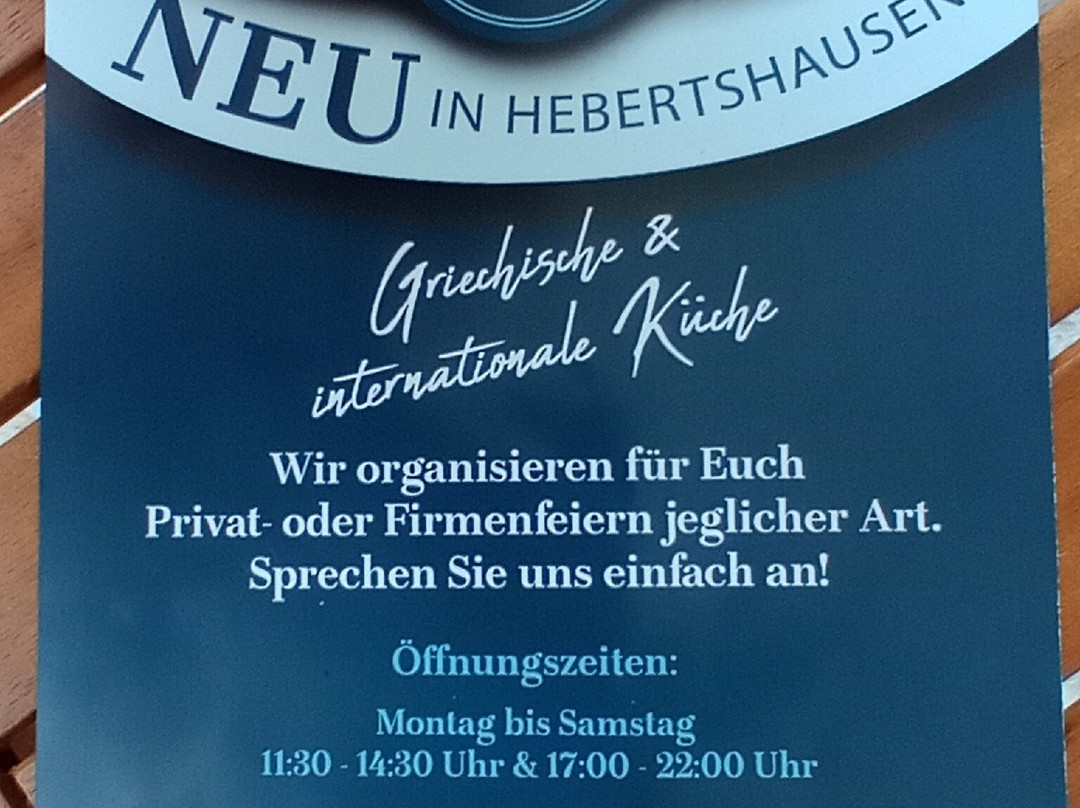 NEU IN HEBERTSHAUSEN
Griechische &
internationale Küche
Wir organisieren für Euch
Privat- oder Firmenfeiern jeglicher Art.
Sprechen Sie uns einfach an!
Öffnungszeiten:
Montag bis Samstag
11:30 - 14:30 Uhr & 17:00 - 22:00 Uhr